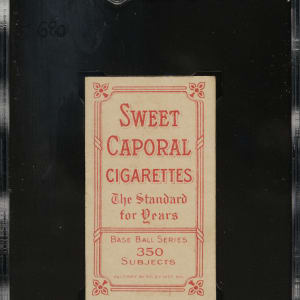 SWEET
CAPORAL
CIGARETTES
The Standard
for Years
BASE BALL SERIES
350
SUBJECTS